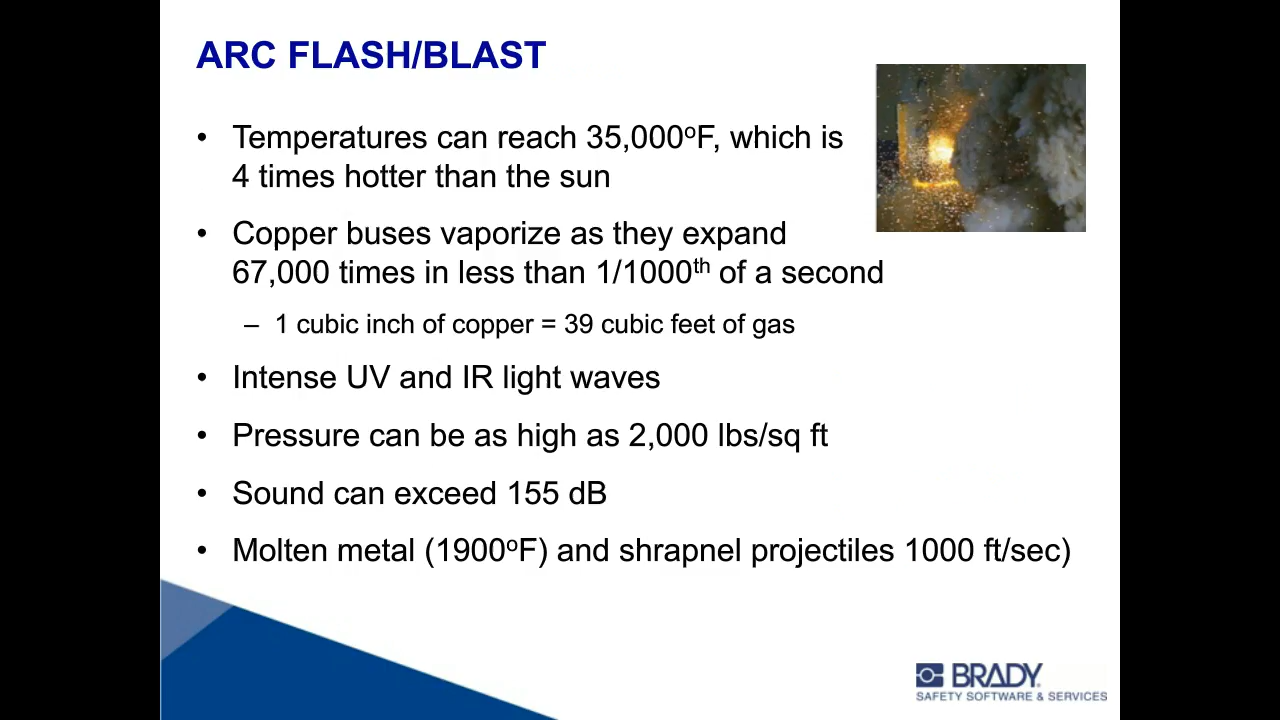 ARC FLASH/BLAST
• Temperatures can reach 35,000ºF, which is
4 times hotter than the sun
• Copper buses vaporize as they expand
67,000 times in less than 1/1000th of a second
– 1 cubic inch of copper = 39 cubic feet of gas
• Intense UV and IR light waves
• Pressure can be as high as 2,000 lbs/sq ft
• Sound can exceed 155 dB
• Molten metal (1900ºF) and shrapnel projectiles 1000 ft/sec)
BRADY.
SAFETY SOFTWARE & SERVICES